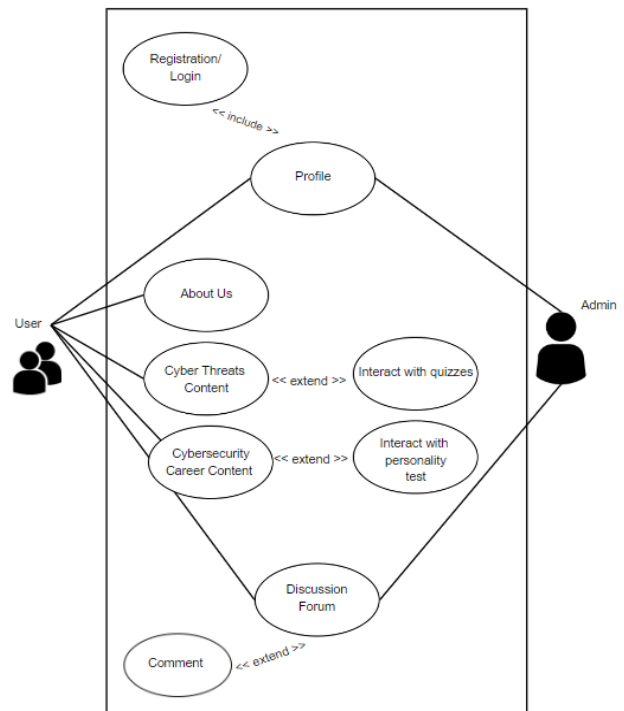 Registration/
Login
<< include >>
Profile
About Us
User
Admin
Cyber Threats
Content
<< extend >>
Interact with quizzes
Cybersecurity
Career Content
<< extend >>
Interact with
personality
test
Discussion
Forum
Comment
<< extend >>